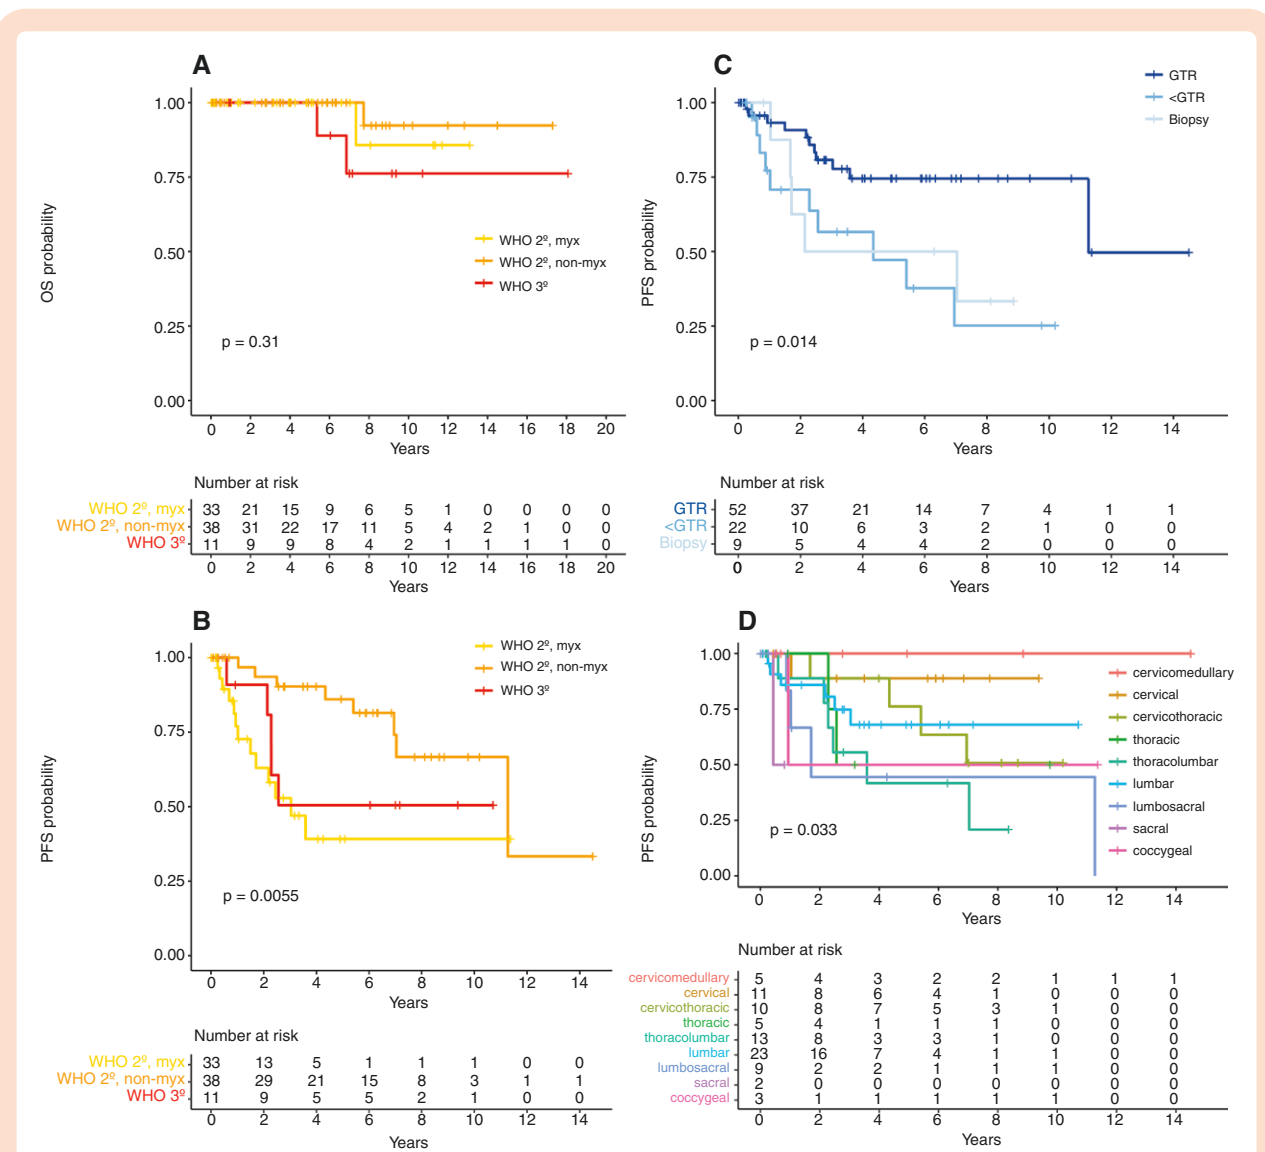 A
1.00
0.75
0.50
0.25
0.00
OS probability
WHO 2º, myx
WHO 2º, non-myx
WHO 3º
p = 0.31
0 2 4 6 8 10 12 14 16 18 20
Years
Number at risk
WHO 2º, myx 33 21 15 9 6 5 1 0 0 0 0
WHO 2º, non-myx 38 31 22 17 11 5 4 2 1 0 0
WHO 3º 11 9 9 8 4 2 1 1 1 1 0
0 2 4 6 8 10 12 14 16 18 20
Years
C
GTR
<GTR
Biopsy
1.00
0.75
0.50
0.25
0.00
PFS probability
p = 0.014
0 2 4 6 8 10 12 14
Years
Number at risk
GTR 52 37 21 14 7 4 1 1
<GTR 22 10 6 3 2 1 0 0
Biopsy 9 5 4 4 2 0 0 0
0 2 4 6 8 10 12 14
Years
B
WHO 2º, myx
WHO 2º, non-myx
WHO 3º
1.00
0.75
0.50
0.25
0.00
PFS probability
p = 0.0055
0 2 4 6 8 10 12 14
Years
Number at risk
WHO 2º, myx 33 13 5 1 1 1 0 0
WHO 2º, non-myx 38 29 21 15 8 3 1 1
WHO 3º 11 9 5 5 2 1 0 0
0 2 4 6 8 10 12 14
Years
D
1.00
0.75
0.50
0.25
0.00
PFS probability
cervicomedullary
cervical
cervicothoracic
thoracic
thoracolumbar
lumbar
lumbosacral
sacral
coccygeal
p = 0.033
0 2 4 6 8 10 12 14
Years
Number at risk
cervicomedullary 5 4 3 2 2 1 1 1
cervical 11 8 6 4 1 0 0 0
cervicothoracic 10 8 7 5 3 1 0 0
thoracic 5 4 1 1 1 0 0 0
thoracolumbar 13 8 3 3 1 0 0 0
lumbar 23 16 7 4 1 1 0 0
lumbosacral 9 2 2 1 1 1 0 0
sacral 2 0 0 0 0 0 0 0
coccygeal 3 1 1 1 1 1 0 0
0 2 4 6 8 10 12 14
Years